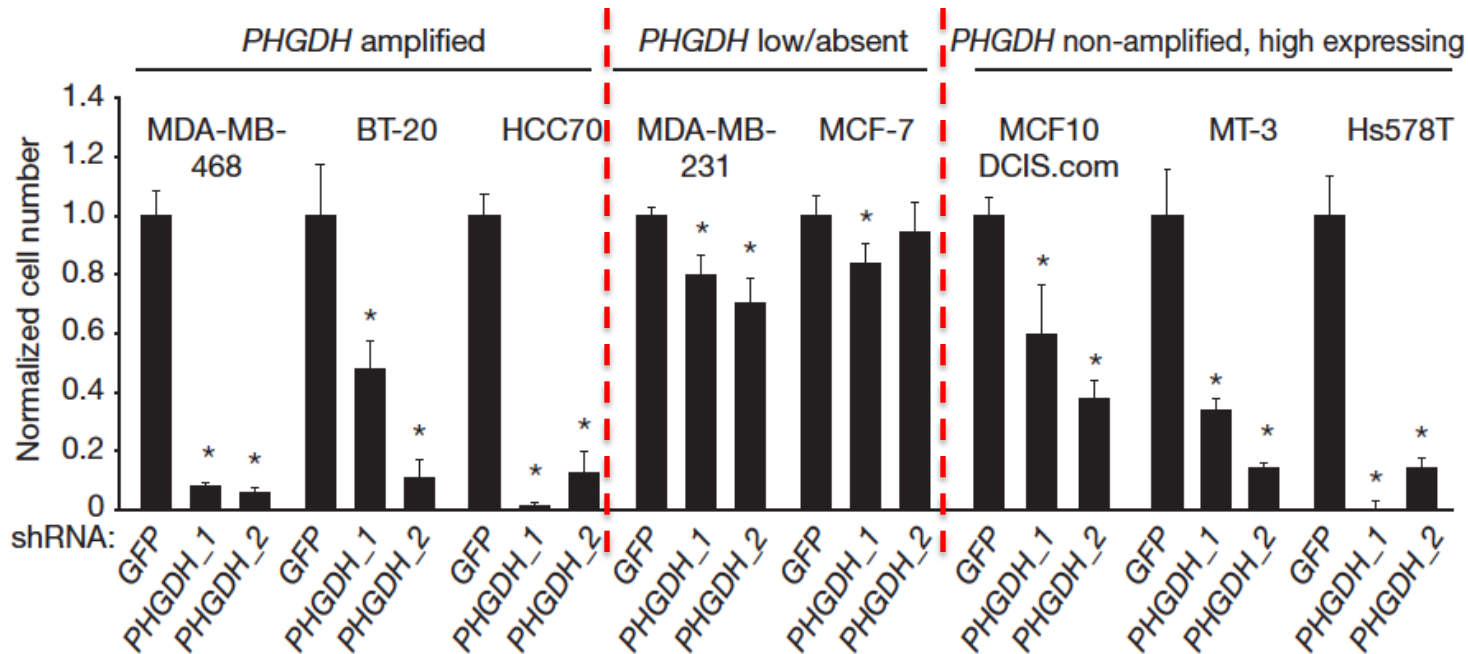 PHGDH amplified
PHGDH low/absent
PHGDH non-amplified, high expressing
MDA-MB-
468
BT-20
HCC70
MDA-MB-
231
MCF-7
MCF10
DCIS.com
MT-3
Hs578T
Normalized cell number
1.4
1.2
1.0
0.8
0.6
0.4
0.2
0
* * * * * * * * * * * * * * *
shRNA:
GFP
PHGDH_1
PHGDH_2
GFP
PHGDH_1
PHGDH_2
GFP
PHGDH_1
PHGDH_2
GFP
PHGDH_1
PHGDH_2
GFP
PHGDH_1
PHGDH_2
GFP
PHGDH_1
PHGDH_2
GFP
PHGDH_1
PHGDH_2
GFP
PHGDH_1
PHGDH_2